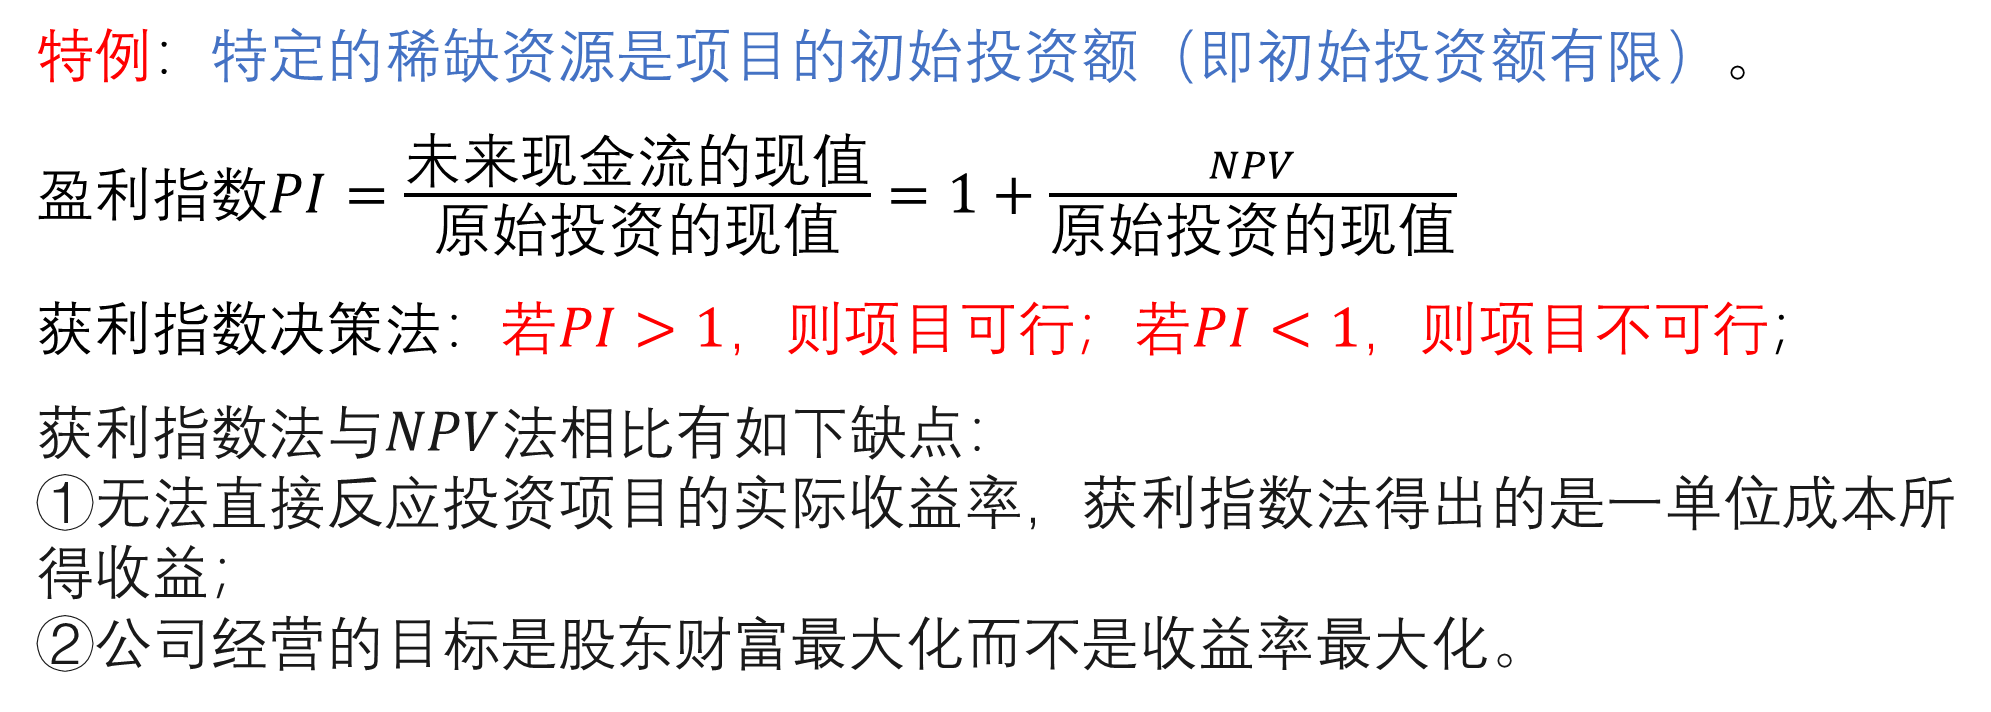 特例：特定的稀缺资源是项目的初始投资额（即初始投资额有限）。
盈利指数PI = 未来现金流的现值/原始投资的现值 = 1 + NPV/原始投资的现值
获利指数决策法：若PI > 1，则项目可行；若PI < 1，则项目不可行；
获利指数法与NPV法相比有如下缺点：
①无法直接反应投资项目的实际收益率，获利指数法得出的是一单位成本所
得收益；
②公司经营的目标是股东财富最大化而不是收益率最大化。